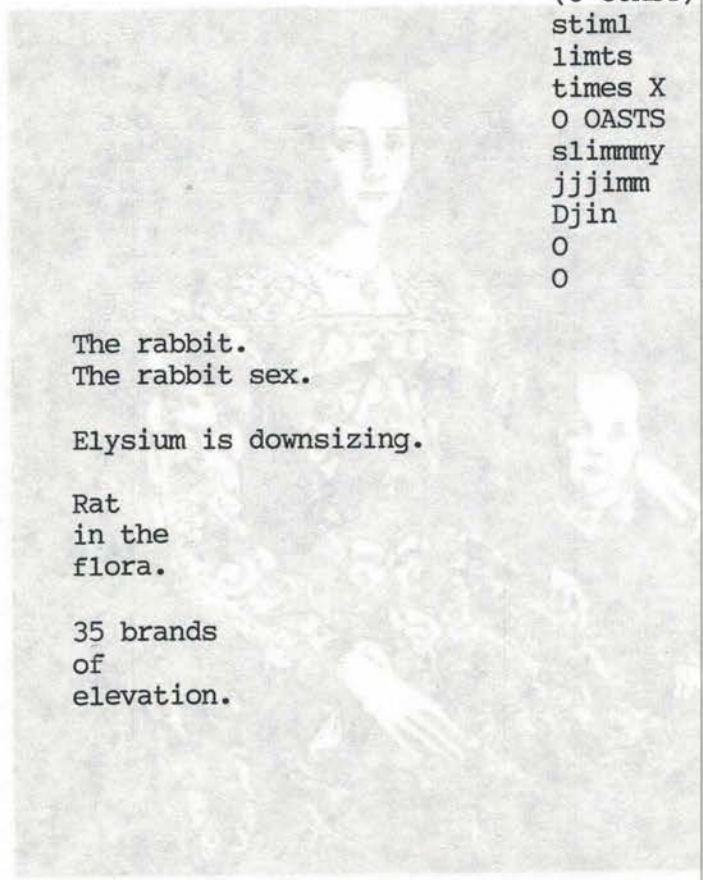 stiml
limts
times X
O OASTS
slimmmy
jjjimm
Djin
O
O
The rabbit.
The rabbit sex.
Elysium is downsizing.
Rat
in the
flora.
35 brands
of
elevation.